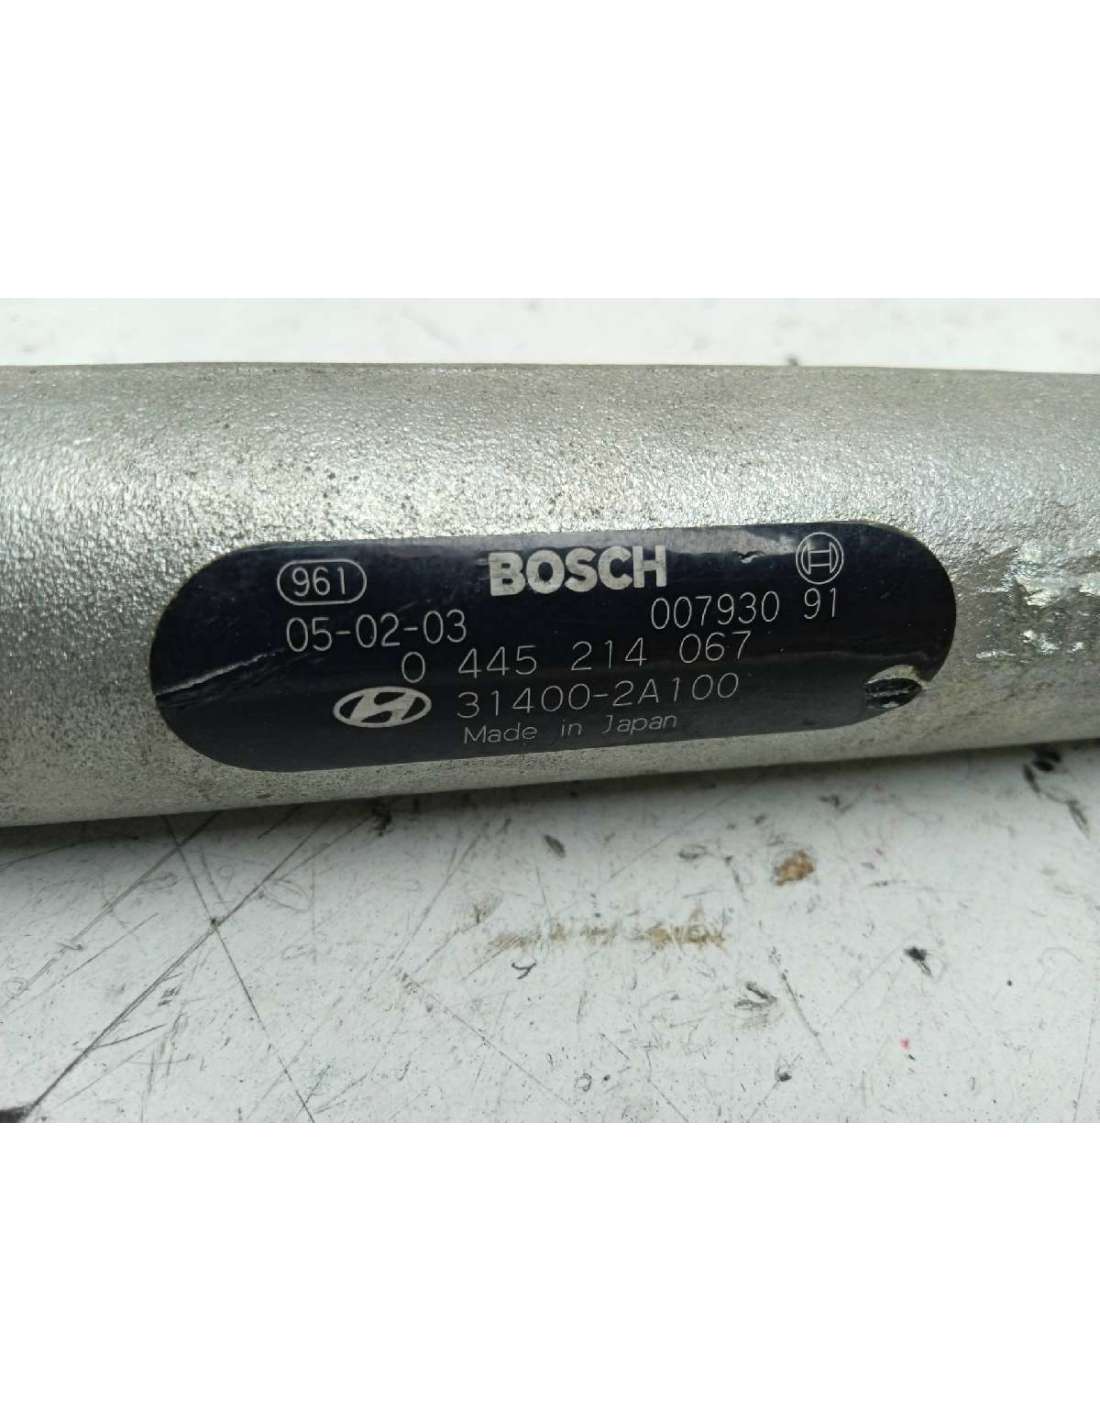 961 BOSCH
05-02-03 007930 91
0 445 214 067
31400-2A100
Made in Japan